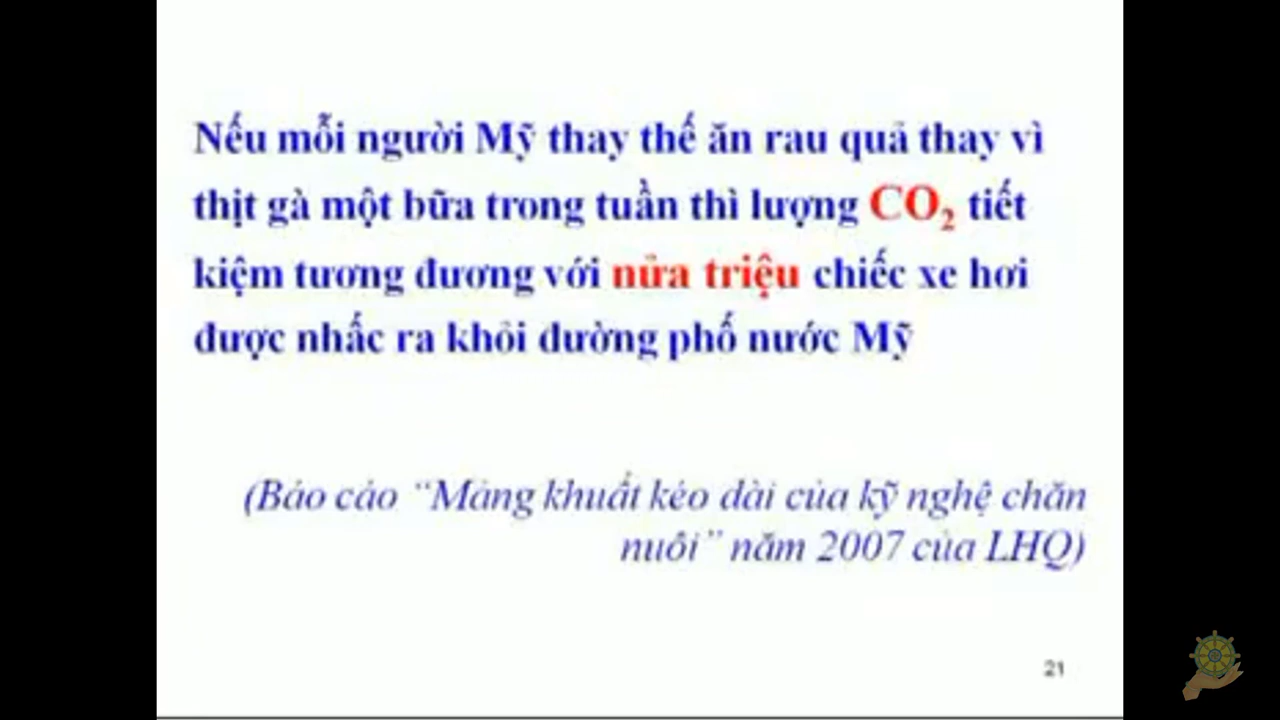 Nếu mỗi người Mỹ thay thế ăn rau quả thay vì
thịt gà một bữa trong tuần thì lượng CO₂ tiết
kiệm tương đương với nửa triệu chiếc xe hơi
được nhấc ra khỏi đường phố nước Mỹ
(Báo cáo “Mảng khuất kéo dài của kỹ nghệ chăn
nuôi” năm 2007 của LHQ)
21